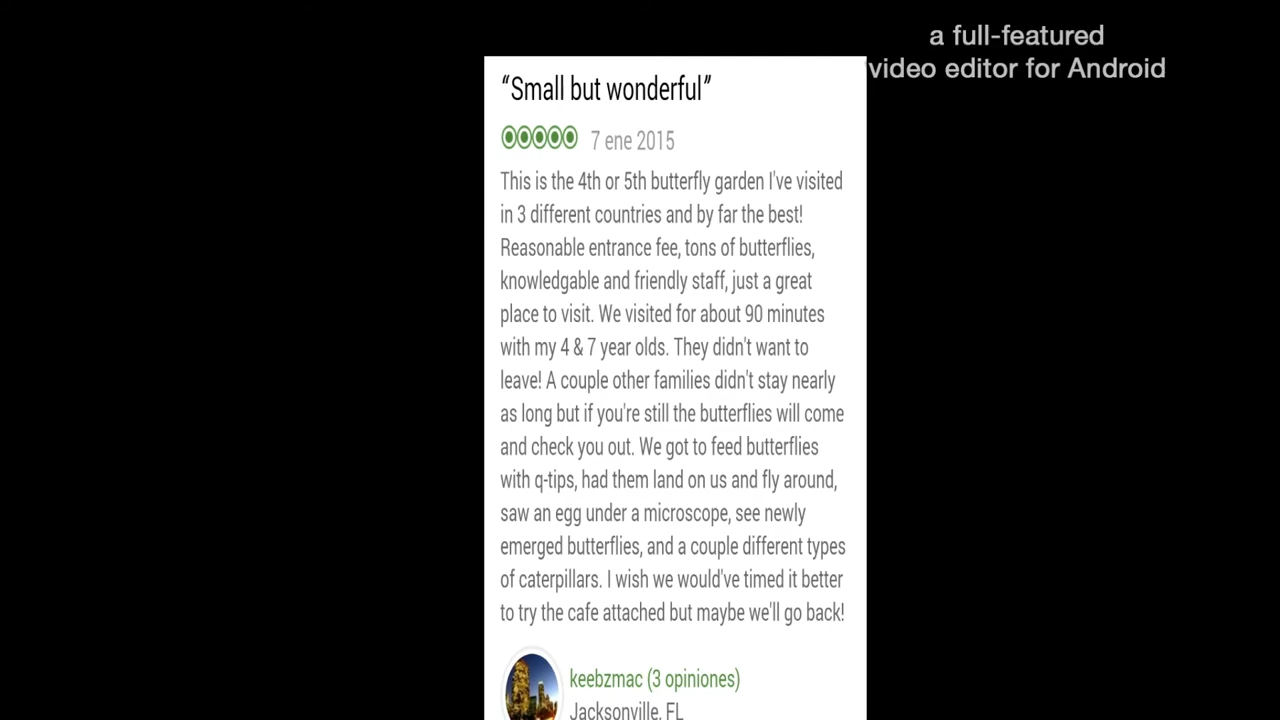 a full-featured
video editor for Android
“Small but wonderful”
7 ene 2015
This is the 4th or 5th butterfly garden I've visited
in 3 different countries and by far the best!
Reasonable entrance fee, tons of butterflies,
knowledgable and friendly staff, just a great
place to visit. We visited for about 90 minutes
with my 4 & 7 year olds. They didn't want to
leave! A couple other families didn't stay nearly
as long but if you're still the butterflies will come
and check you out. We got to feed butterflies
with q-tips, had them land on us and fly around,
saw an egg under a microscope, see newly
emerged butterflies, and a couple different types
of caterpillars. I wish we would've timed it better
to try the cafe attached but maybe we'll go back!
keebzmac (3 opiniones)
Jacksonville, FL